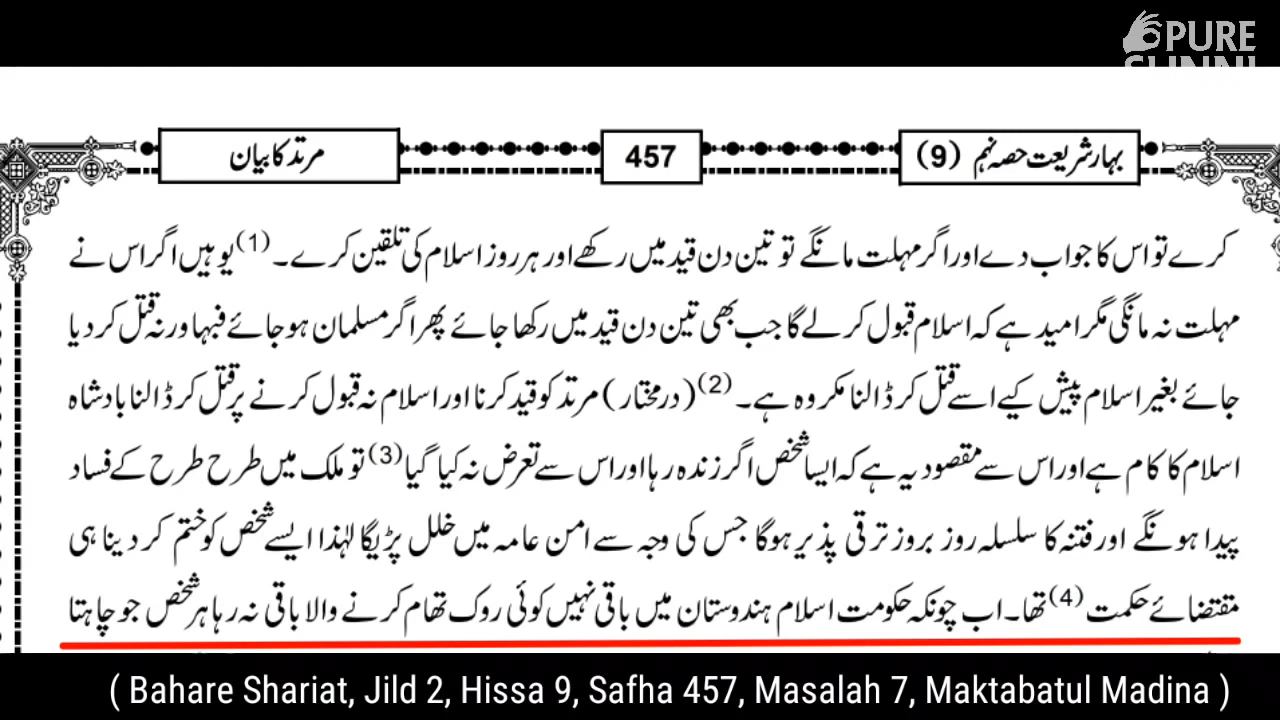 PURE
SUNNI
بہار شریعت حصہ نہم (9)
457
مرتد کا بیان
کرے تو اس کا جواب دے اور اگر مہلت مانگے تو تین دن قید میں رکھے اور ہر روز اسلام کی تلقین کرے۔(1) یوہیں اگر اس نے
مہلت نہ مانگی مگر امید ہے کہ اسلام قبول کرلے گا جب بھی تین دن قید میں رکھا جائے پھر اگر مسلمان ہو جائے فبہا ورنہ قتل کر دیا
جائے بغیر اسلام پیش کیے اسے قتل کر ڈالنا مکروہ ہے۔(2) (درمختار) مرتد کو قید کرنا اور اسلام نہ قبول کرنے پر قتل کر ڈالنا بادشاہ
اسلام کا کام ہے اور اس سے مقصود یہ ہے کہ ایسا شخص اگر زندہ رہا اور اس سے تعرض نہ کیا گیا(3) تو ملک میں طرح طرح کے فساد
پیدا ہونگے اور فتنہ کا سلسلہ روز بروز ترقی پذیر ہوگا جس کی وجہ سے امن عامہ میں خلل پڑیگا لہٰذا ایسے شخص کو ختم کر دینا ہی
مقتضائے حکمت(4) تھا۔ اب چونکہ حکومت اسلام ہندوستان میں باقی نہیں کوئی روک تھام کرنے والا باقی نہ رہا ہر شخص جو چاہتا
( Bahare Shariat, Jild 2, Hissa 9, Safha 457, Masalah 7, Maktabatul Madina )